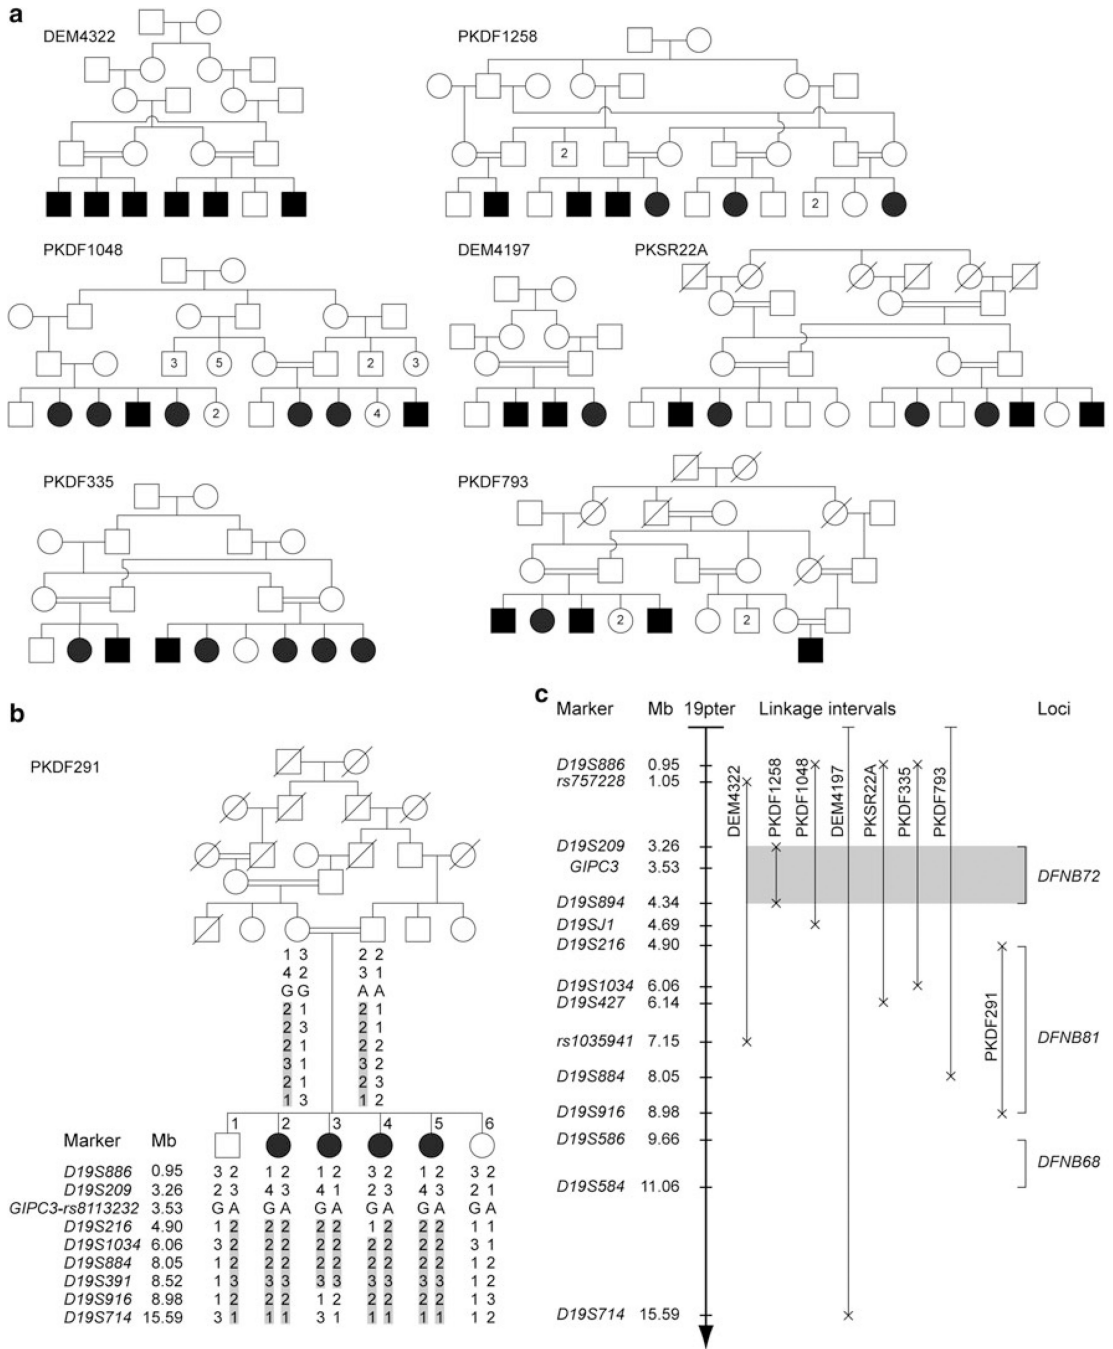 a
DEM4322
PKDF1258
2
2
PKDF1048
DEM4197
PKSR22A
3 5 2 3
2 4
PKDF335
PKDF793
2 2
b
PKDF291
1 3 2 2
4 2 3 1
G G A A
2 1 2 1
2 3 2 1
2 1 2 2
3 1 3 2
2 1 2 3
1 3 1 2
1 2 3 4 5 6
Marker Mb
D19S886 0.95 3 2 1 2 1 2 3 2 1 2 3 2
D19S209 3.26 2 3 4 3 4 1 2 3 4 3 2 1
GIPC3-rs8113232 3.53 G A G A G A G A G A G A
D19S216 4.90 1 2 2 2 2 2 1 2 2 2 1 1
D19S1034 6.06 3 2 2 2 2 2 2 2 2 2 3 1
D19S884 8.05 1 2 2 2 2 2 2 2 2 2 1 2
D19S391 8.52 1 3 3 3 3 3 3 3 3 3 1 2
D19S916 8.98 1 2 2 2 1 2 2 2 2 2 1 3
D19S714 15.59 3 1 1 1 3 1 1 1 1 1 1 2
c
Marker Mb 19pter Linkage intervals Loci
D19S886 0.95
rs757228 1.05
DEM4322
PKDF1258
PKDF1048
DEM4197
PKSR22A
PKDF335
PKDF793
D19S209 3.26
GIPC3 3.53
DFNB72
D19S894 4.34
D19SJ1 4.69
D19S216 4.90
D19S1034 6.06
D19S427 6.14
PKDF291
rs1035941 7.15
DFNB81
D19S884 8.05
D19S916 8.98
D19S586 9.66
DFNB68
D19S584 11.06
D19S714 15.59